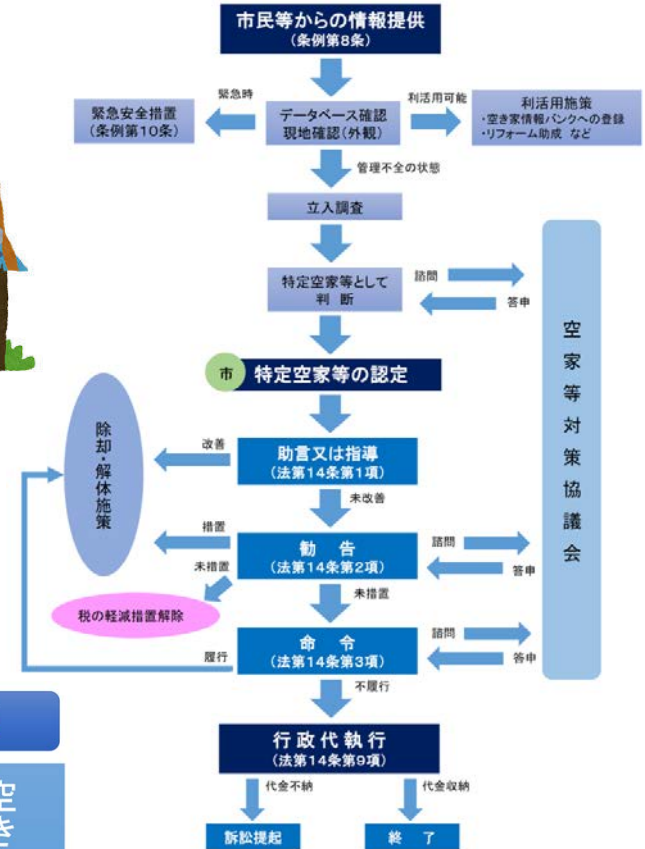 市民等からの情報提供
(条例第8条)
緊急時
利活用可能
緊急安全措置
(条例第10条)
データベース確認
現地確認(外観)
利活用施策
・空き家情報バンクへの登録
・リフォーム助成 など
管理不全の状態
立入調査
特定空家等として
判 断
諮問
答申
空家等対策協議会
市
特定空家等の認定
除却・解体施策
改善
助言又は指導
(法第14条第1項)
未改善
措置
勧 告
(法第14条第2項)
諮問
答申
未措置
未措置
税の軽減措置解除
命 令
(法第14条第3項)
諮問
答申
履行
不履行
行政代執行
(法第14条第9項)
代金不納
代金収納
訴訟提起
終 了
空き